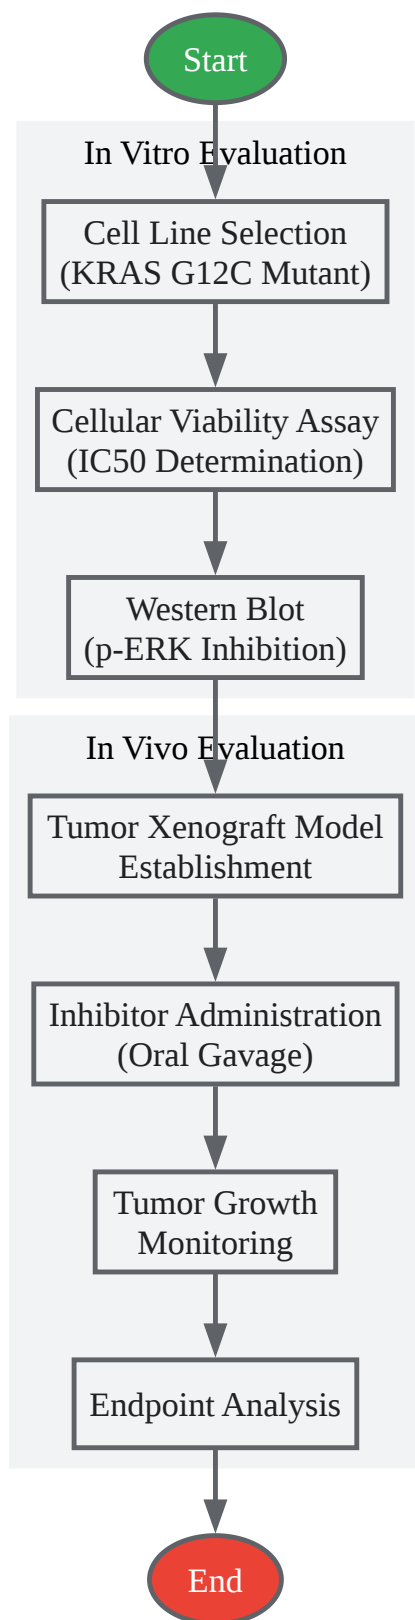 Start
In Vitro Evaluation
Cell Line Selection
(KRAS G12C Mutant)
Cellular Viability Assay
(IC50 Determination)
Western Blot
(p-ERK Inhibition)
In Vivo Evaluation
Tumor Xenograft Model
Establishment
Inhibitor Administration
(Oral Gavage)
Tumor Growth
Monitoring
Endpoint Analysis
End